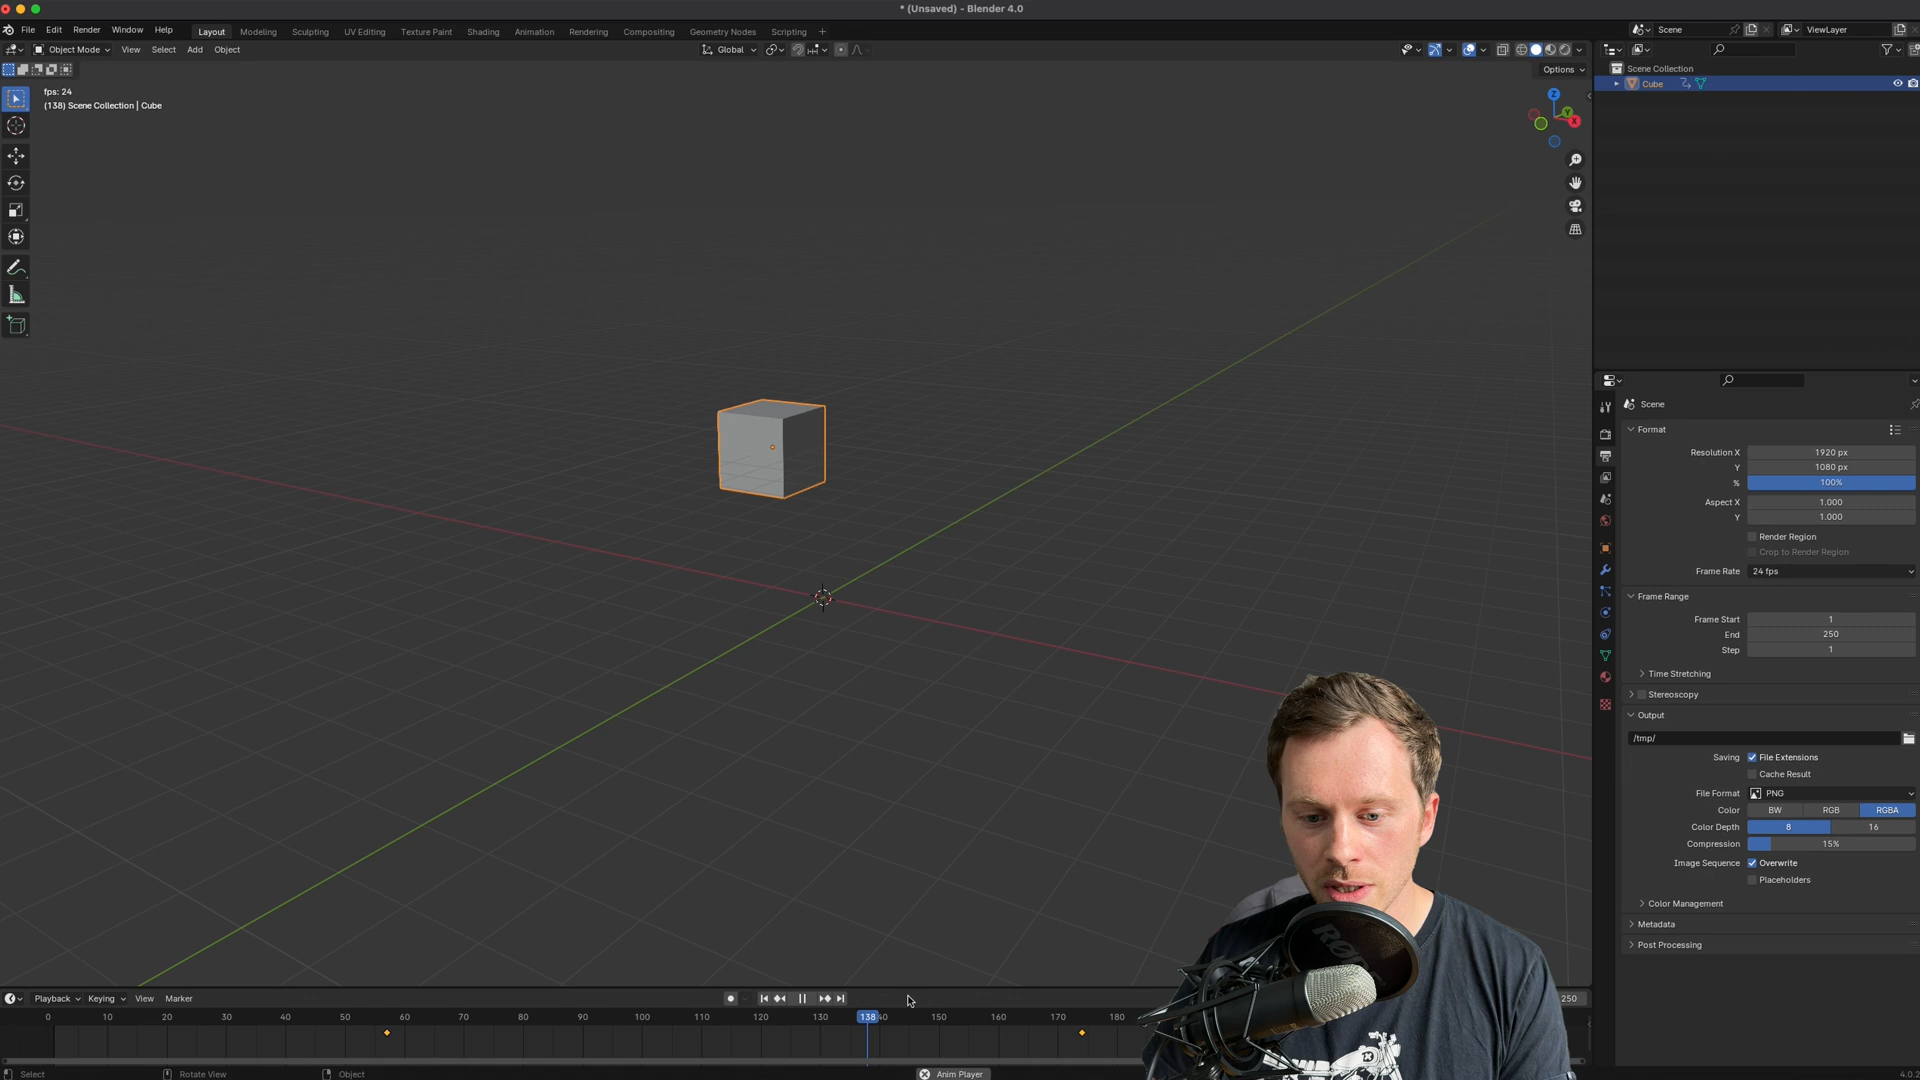 * (Unsaved) - Blender 4.0
File Edit Render Window Help Layout Modeling Sculpting UV Editing Texture Paint Shading Animation Rendering Compositing Geometry Nodes Scripting + Scene ViewLayer
Object Mode View Select Add Object Global
Options
fps: 24
(138) Scene Collection | Cube
Z
Y
X
Scene Collection
Cube
Scene
Format
Resolution X 1920 px
Y 1080 px
% 100%
Aspect X 1.000
Y 1.000
Render Region
Crop to Render Region
Frame Rate 24 fps
Frame Range
Frame Start 1
End 250
Step 1
Time Stretching
Stereoscopy
Output
/tmp/
Saving File Extensions
Cache Result
File Format PNG
Color BW RGB RGBA
Color Depth 8 16
Compression 15%
Image Sequence Overwrite
Placeholders
Color Management
Metadata
Post Processing
RØDE
Playback Keying View Marker 250
0 10 20 30 40 50 60 70 80 90 100 110 120 130 138 40 150 160 170 180
Select Rotate View Object Anim Player 4.0.2